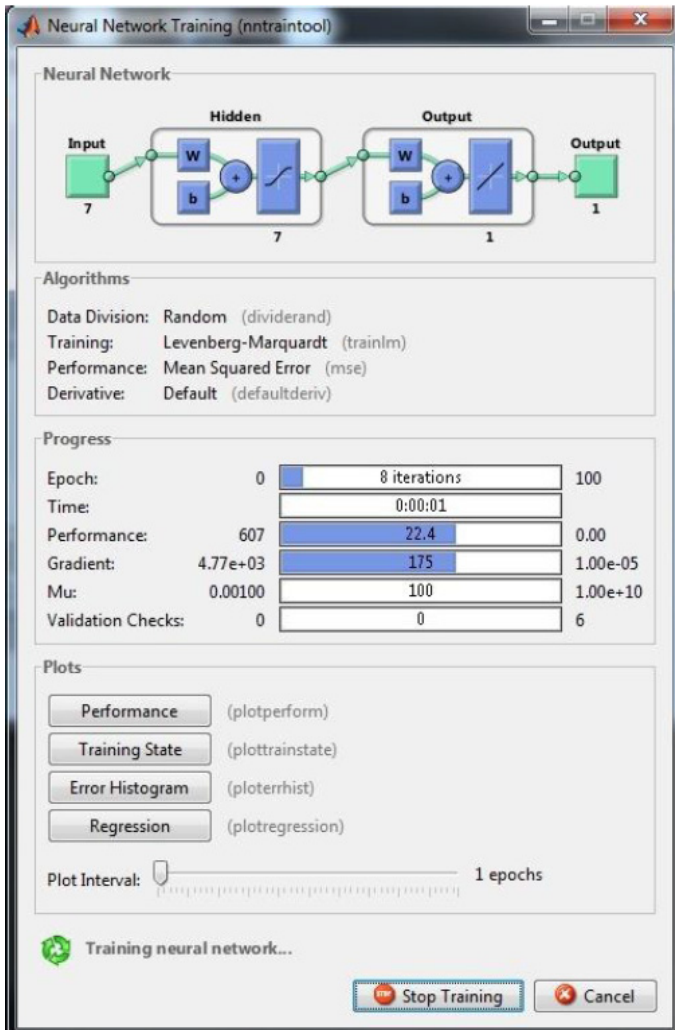 Neural Network Training (nntraintool)
Neural Network
Hidden Output
Input Output
W W
b b
+ +
7 7 1 1
Algorithms
Data Division: Random (dividerand)
Training: Levenberg-Marquardt (trainlm)
Performance: Mean Squared Error (mse)
Derivative: Default (defaultderiv)
Progress
Epoch: 0 8 iterations 100
Time: 0:00:01
Performance: 607 22.4 0.00
Gradient: 4.77e+03 175 1.00e-05
Mu: 0.00100 100 1.00e+10
Validation Checks: 0 0 6
Plots
Performance (plotperform)
Training State (plottrainstate)
Error Histogram (ploterrhist)
Regression (plotregression)
Plot Interval: 1 epochs
Training neural network...
STOP Stop Training Cancel